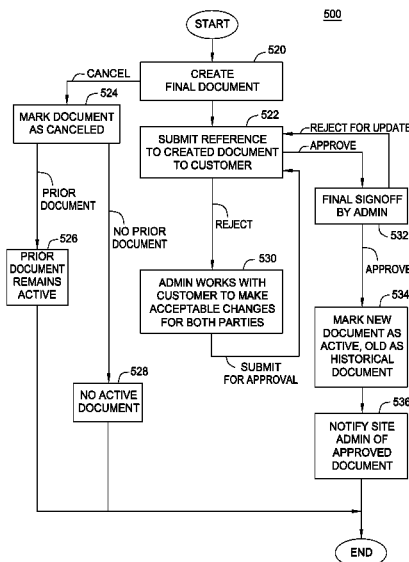 500
START
520
CANCEL
CREATE
FINAL DOCUMENT
524
MARK DOCUMENT
AS CANCELED
522
SUBMIT REFERENCE
TO CREATED DOCUMENT
TO CUSTOMER
REJECT FOR UPDATE
APPROVE
PRIOR
DOCUMENT
NO PRIOR
DOCUMENT
REJECT
FINAL SIGNOFF
BY ADMIN
532
526
PRIOR
DOCUMENT
REMAINS
ACTIVE
530
ADMIN WORKS WITH
CUSTOMER TO MAKE
ACCEPTABLE CHANGES
FOR BOTH PARTIES
APPROVE
534
MARK NEW
DOCUMENT AS
ACTIVE, OLD AS
HISTORICAL
DOCUMENT
SUBMIT
FOR APPROVAL
528
NO ACTIVE
DOCUMENT
536
NOTIFY SITE
ADMIN OF
APPROVED
DOCUMENT
END